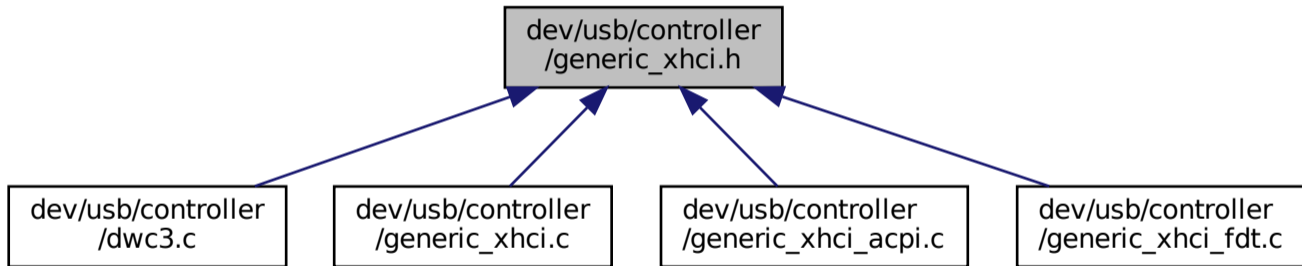 dev/usb/controller
/generic_xhci.h
dev/usb/controller
/dwc3.c
dev/usb/controller
/generic_xhci.c
dev/usb/controller
/generic_xhci_acpi.c
dev/usb/controller
/generic_xhci_fdt.c